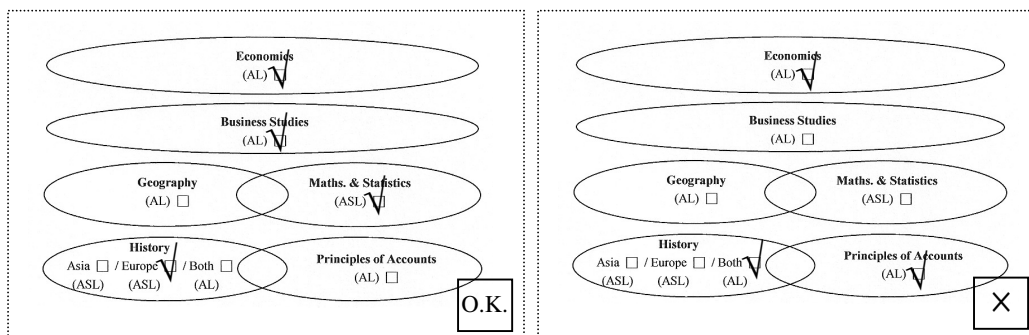 Economics
(AL) ☑
Business Studies
(AL) ☑
Geography
(AL) ☐
Maths. & Statistics
(ASL) ☑
History
Asia ☐ / Europe ☑ / Both ☐
(ASL) (ASL) (AL)
Principles of Accounts
(AL) ☐
O.K.
Economics
(AL) ☑
Business Studies
(AL) ☐
Geography
(AL) ☐
Maths. & Statistics
(ASL) ☐
History
Asia ☐ / Europe ☐ / Both ☑
(ASL) (ASL) (AL)
Principles of Accounts
(AL) ☑
×